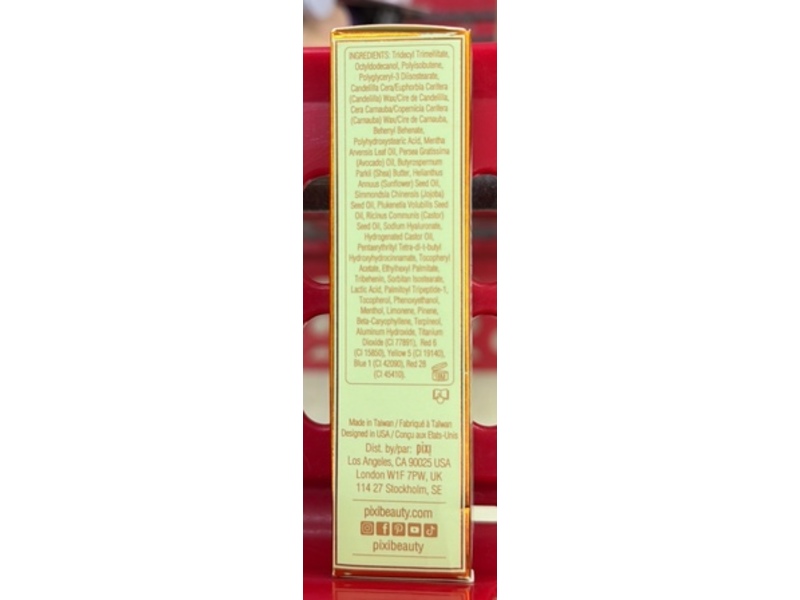 INGREDIENTS: Tridecyl Trimellitate,
Octyldodecanol, Polyisobutene,
Polyglyceryl-3 Diisostearate,
Candelilla Cera/Euphorbia Cerifera
(Candelilla) Wax/Cire de Candelilla,
Cera Carnauba/Copernicia Cerifera
(Carnauba) Wax/Cire de Carnauba,
Behenyl Behenate,
Polyhydroxystearic Acid, Mentha
Arvensis Leaf Oil, Persea Gratissima
(Avocado) Oil, Butyrospermum
Parkii (Shea) Butter, Helianthus
Annuus (Sunflower) Seed Oil,
Simmondsia Chinensis (Jojoba)
Seed Oil, Plukenetia Volubilis Seed
Oil, Ricinus Communis (Castor)
Seed Oil, Sodium Hyaluronate,
Hydrogenated Castor Oil,
Pentaerythrityl Tetra-di-t-butyl
Hydroxyhydrocinnamate, Tocopheryl
Acetate, Ethylhexyl Palmitate,
Tribehenin, Sorbitan Isostearate,
Lactic Acid, Palmitoyl Tripeptide-1,
Tocopherol, Phenoxyethanol,
Menthol, Limonene, Pinene,
Beta-Caryophyllene, Terpineol,
Aluminum Hydroxide, Titanium
Dioxide (CI 77891), Red 6
(CI 15850), Yellow 5 (CI 19140),
Blue 1 (CI 42090), Red 28
(CI 45410).
Made in Taiwan / Fabriqué à Taïwan
Designed in USA / Conçu aux Etats-Unis
Dist. by/par: pixi
Los Angeles, CA 90025 USA
London W1F 7PW, UK
114 27 Stockholm, SE
pixibeauty.com
pixibeauty